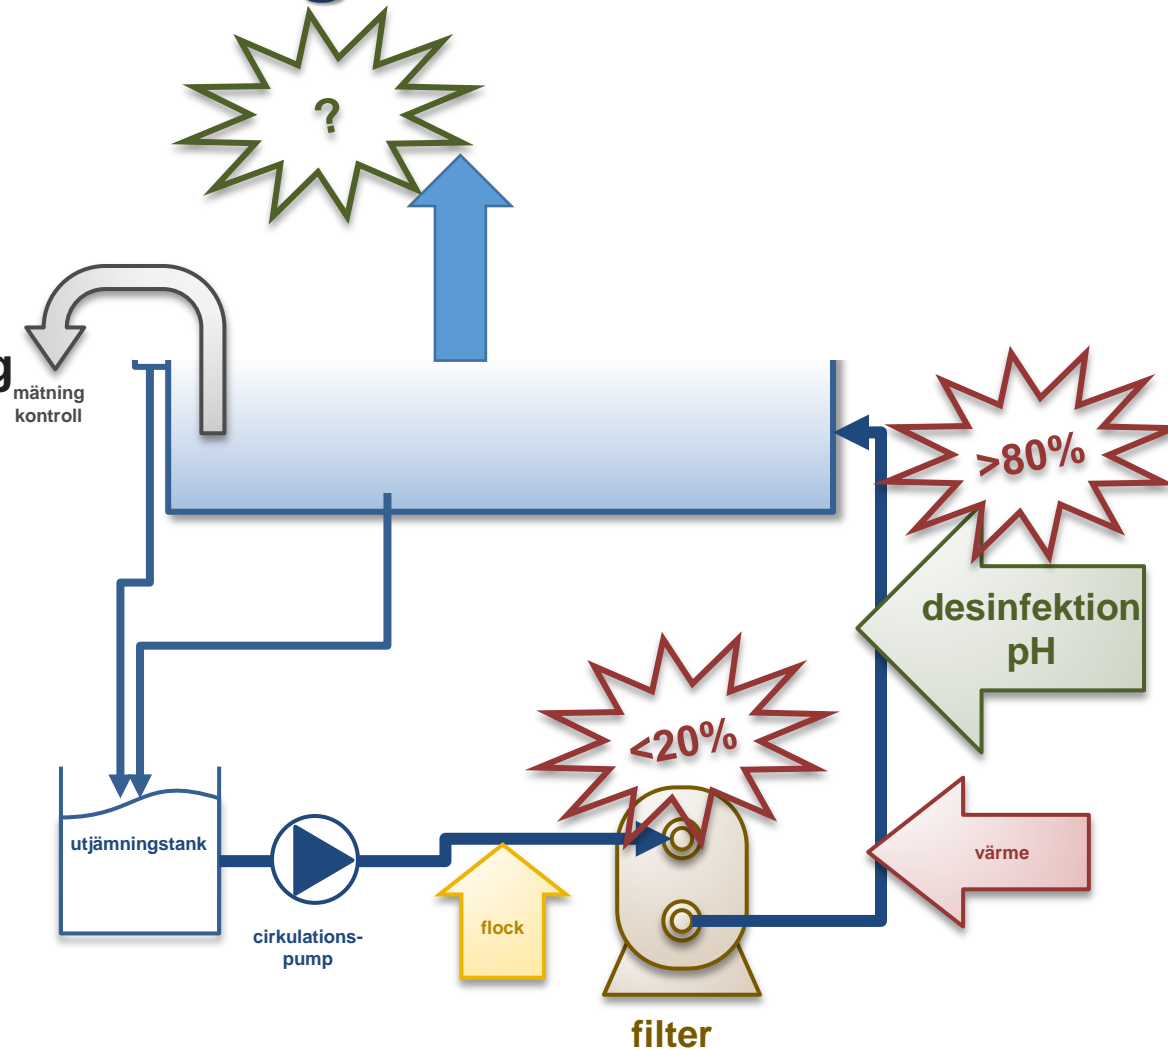 ?
g
mätning
kontroll
>80%
desinfektion
pH
<20%
utjämningstank
värme
flock
cirkulations-
pump
filter